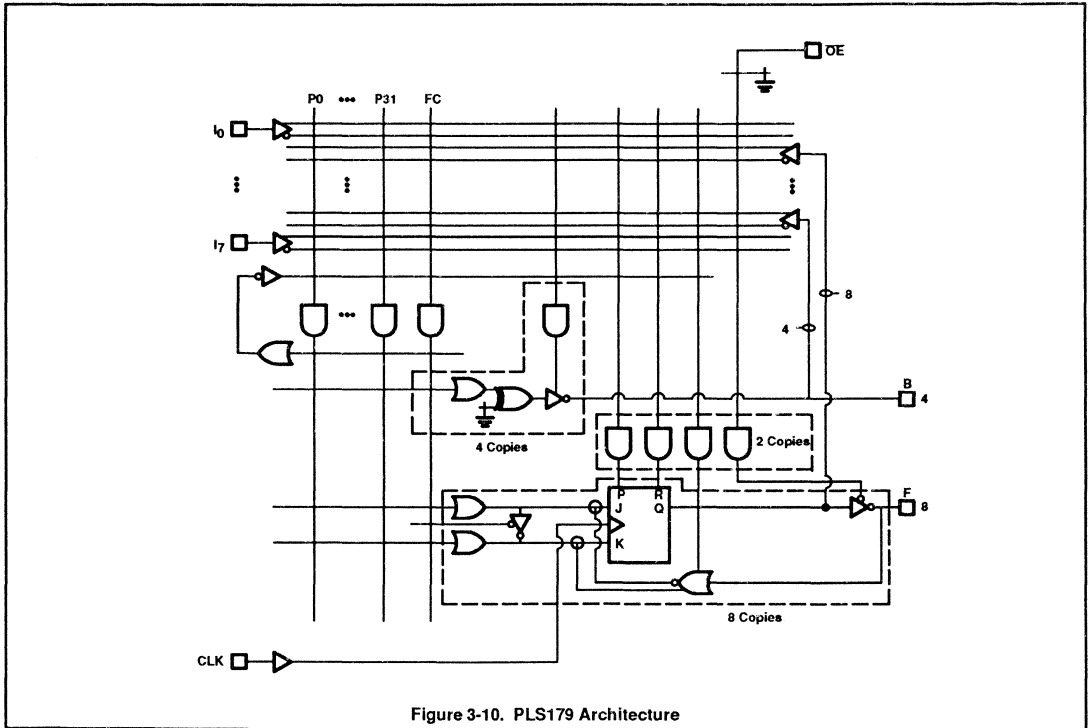 O̅E̅
P0 ••• P31 FC
I0
I7
8
4
B
4
4 Copies
2 Copies
P R
J Q
K
F
8
8 Copies
CLK
Figure 3-10. PLS179 Architecture